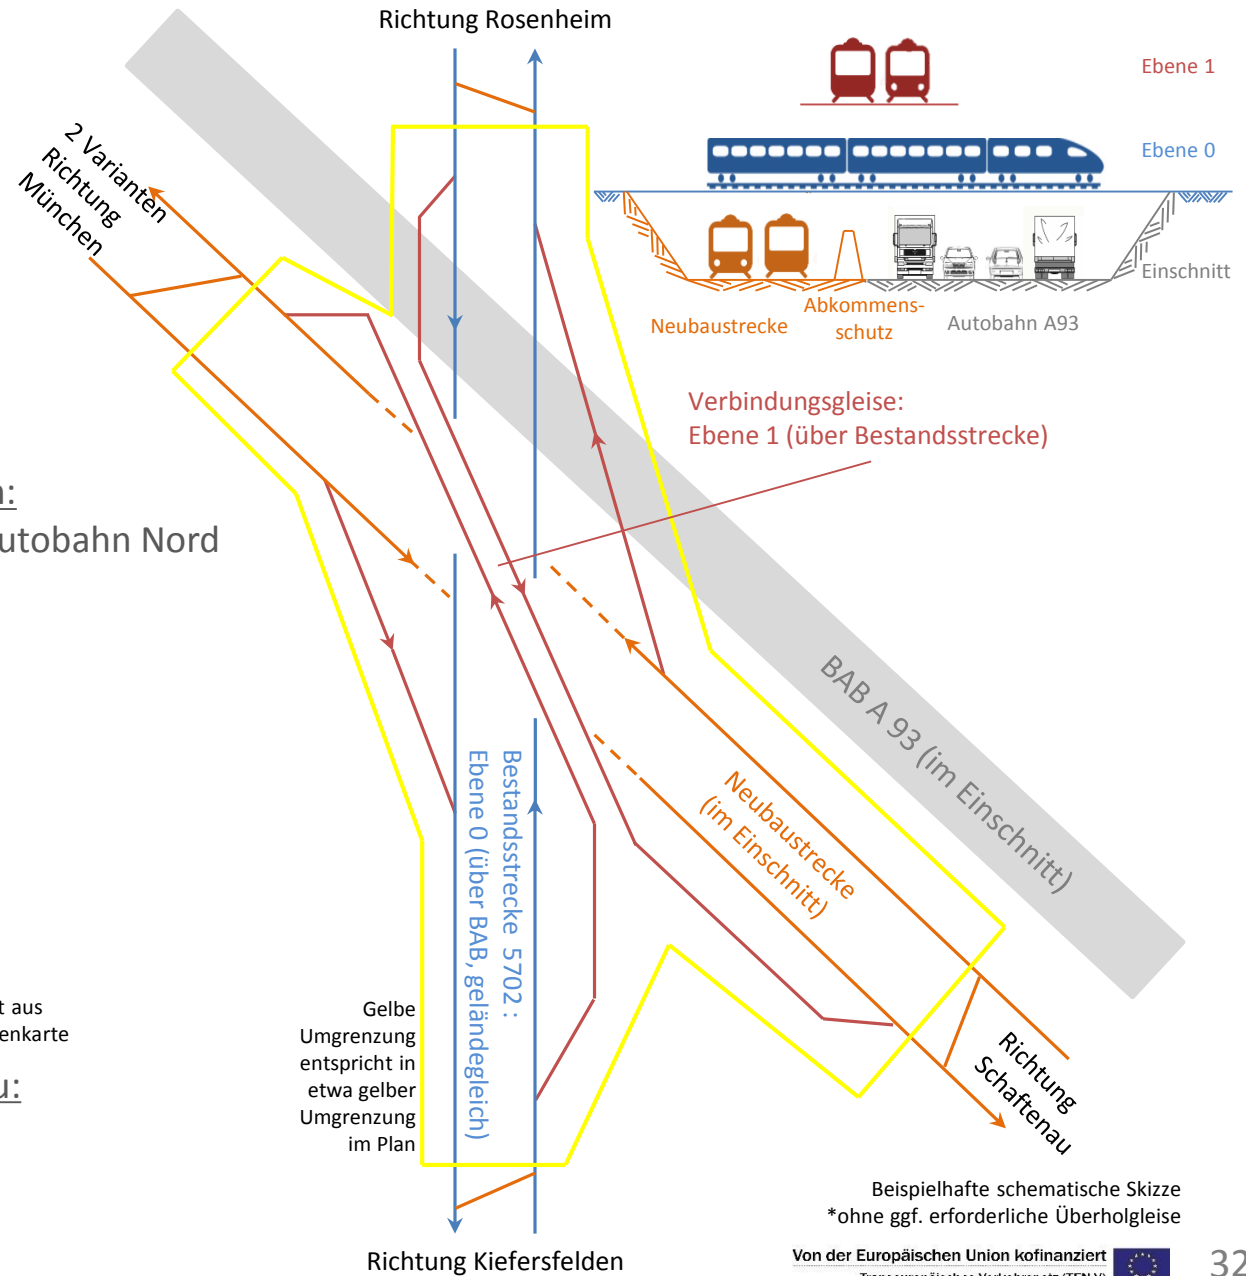 Richtung Rosenheim
Ebene 1
Ebene 0
Einschnitt
Neubaustrecke
Abkommens-
schutz
Autobahn A93
2 Varianten
Richtung
München
Verbindungsgleise:
Ebene 1 (über Bestandsstrecke)
n:
utobahn Nord
BAB A 93 (im Einschnitt)
Neubaustrecke
(im Einschnitt)
Bestandsstrecke 5702 :
Ebene 0 (über BAB, geländegleich)
t aus
enkarte
u:
Gelbe
Umgrenzung
entspricht in
etwa gelber
Umgrenzung
im Plan
Richtung
Schaftenau
Beispielhafte schematische Skizze
*ohne ggf. erforderliche Überholgleise
Richtung Kiefersfelden
Von der Europäischen Union kofinanziert
Transeuropäisches Verkehrsnetz (TEN-V)
32